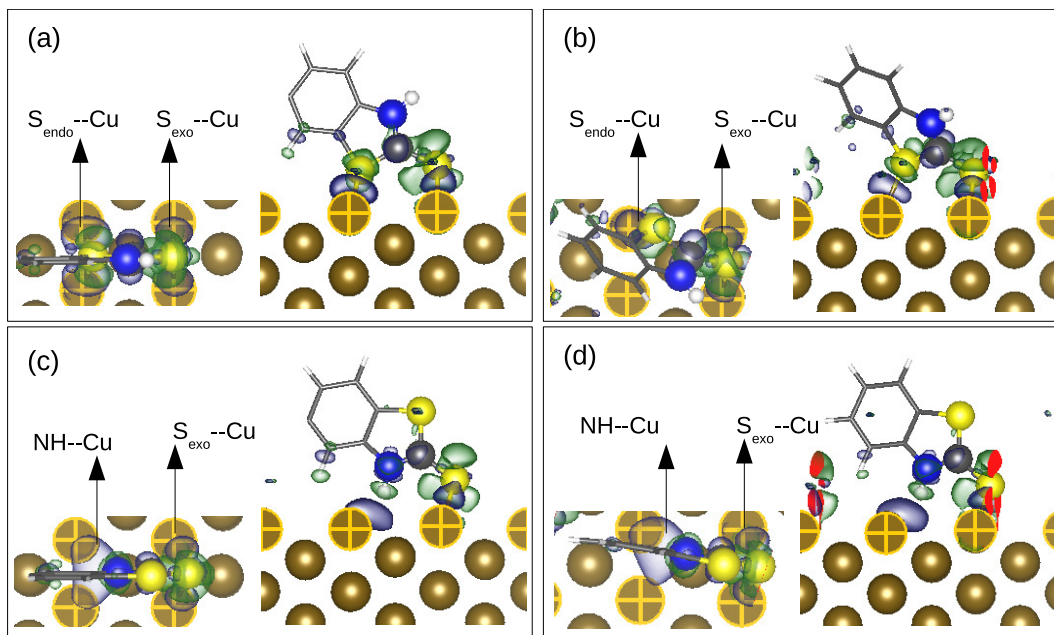 (a)
S_endo--Cu S_exo--Cu
(b)
S_endo--Cu S_exo--Cu
(c)
NH--Cu S_exo--Cu
(d)
NH--Cu S_exo--Cu